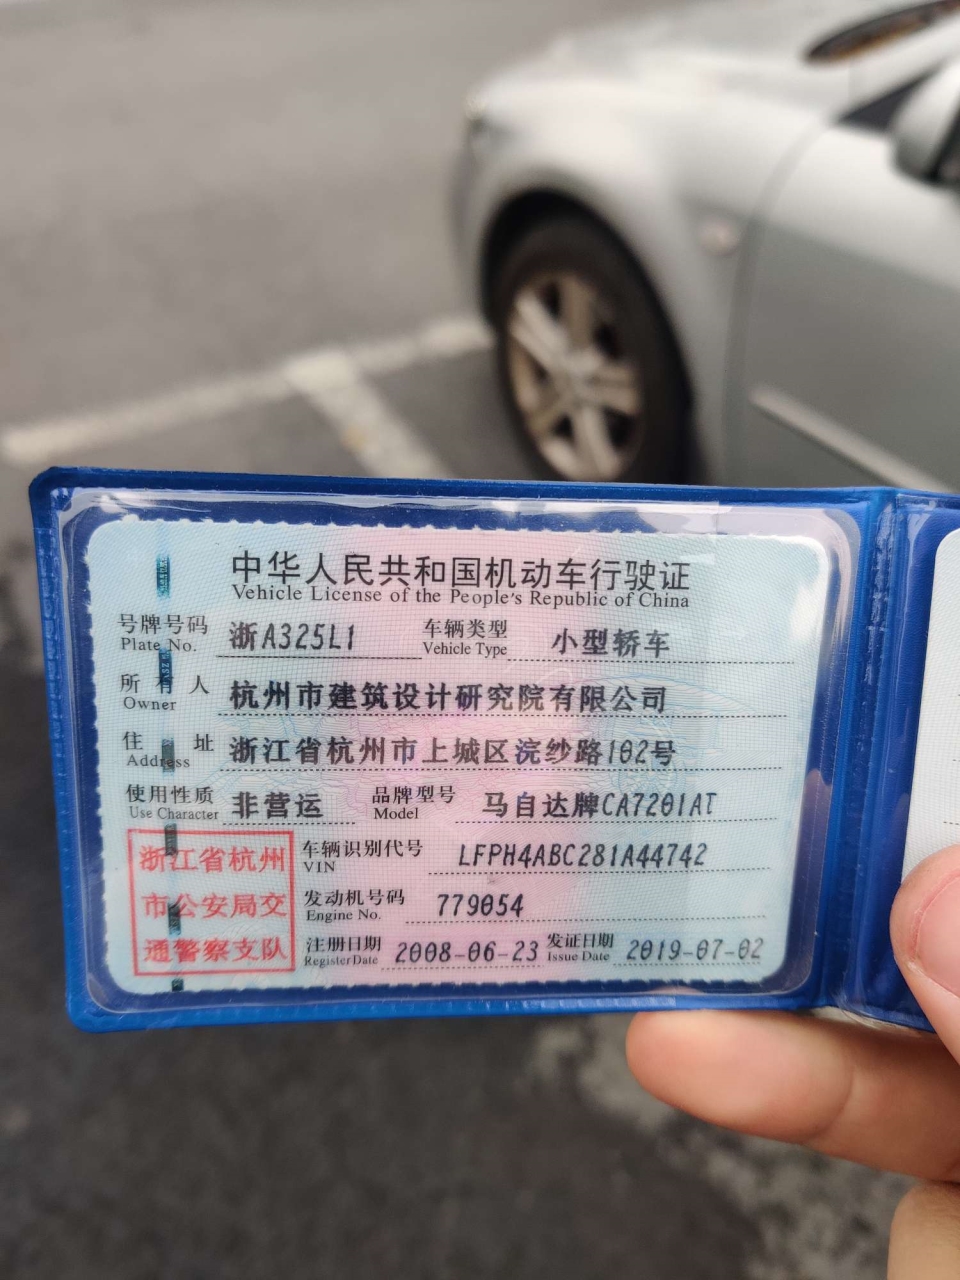 中华人民共和国机动车行驶证
Vehicle License of the People's Republic of China
号牌号码 浙A325L1 车辆类型 小型轿车
Plate No. Vehicle Type
所有人 杭州市建筑设计研究院有限公司
Owner
住址 浙江省杭州市上城区浣纱路102号
Address
使用性质 非营运 品牌型号 马自达牌CA7201AT
Use Character Model
浙江省杭州
市公安局交
通警察支队
车辆识别代号 LFPH4ABC281A44742
VIN
发动机号码 779054
Engine No.
注册日期 2008-06-23 发证日期 2019-07-02
Register Date Issue Date